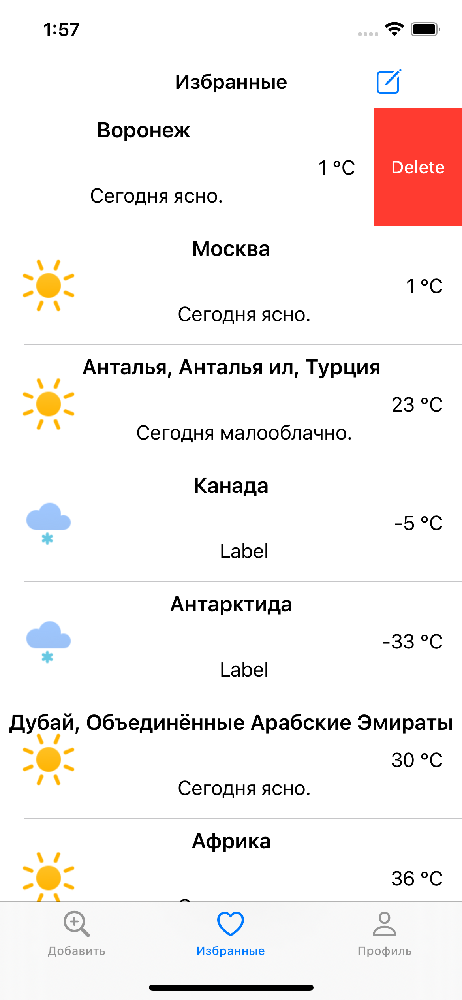 1:57
Избранные
Воронеж
1 °C
Delete
Сегодня ясно.
Москва
1 °C
Сегодня ясно.
Анталья, Анталья ил, Турция
23 °C
Сегодня малооблачно.
Канада
-5 °C
Label
Антарктида
-33 °C
Label
Дубай, Объединённые Арабские Эмираты
30 °C
Сегодня ясно.
Африка
36 °C
Добавить
Избранные
Профиль